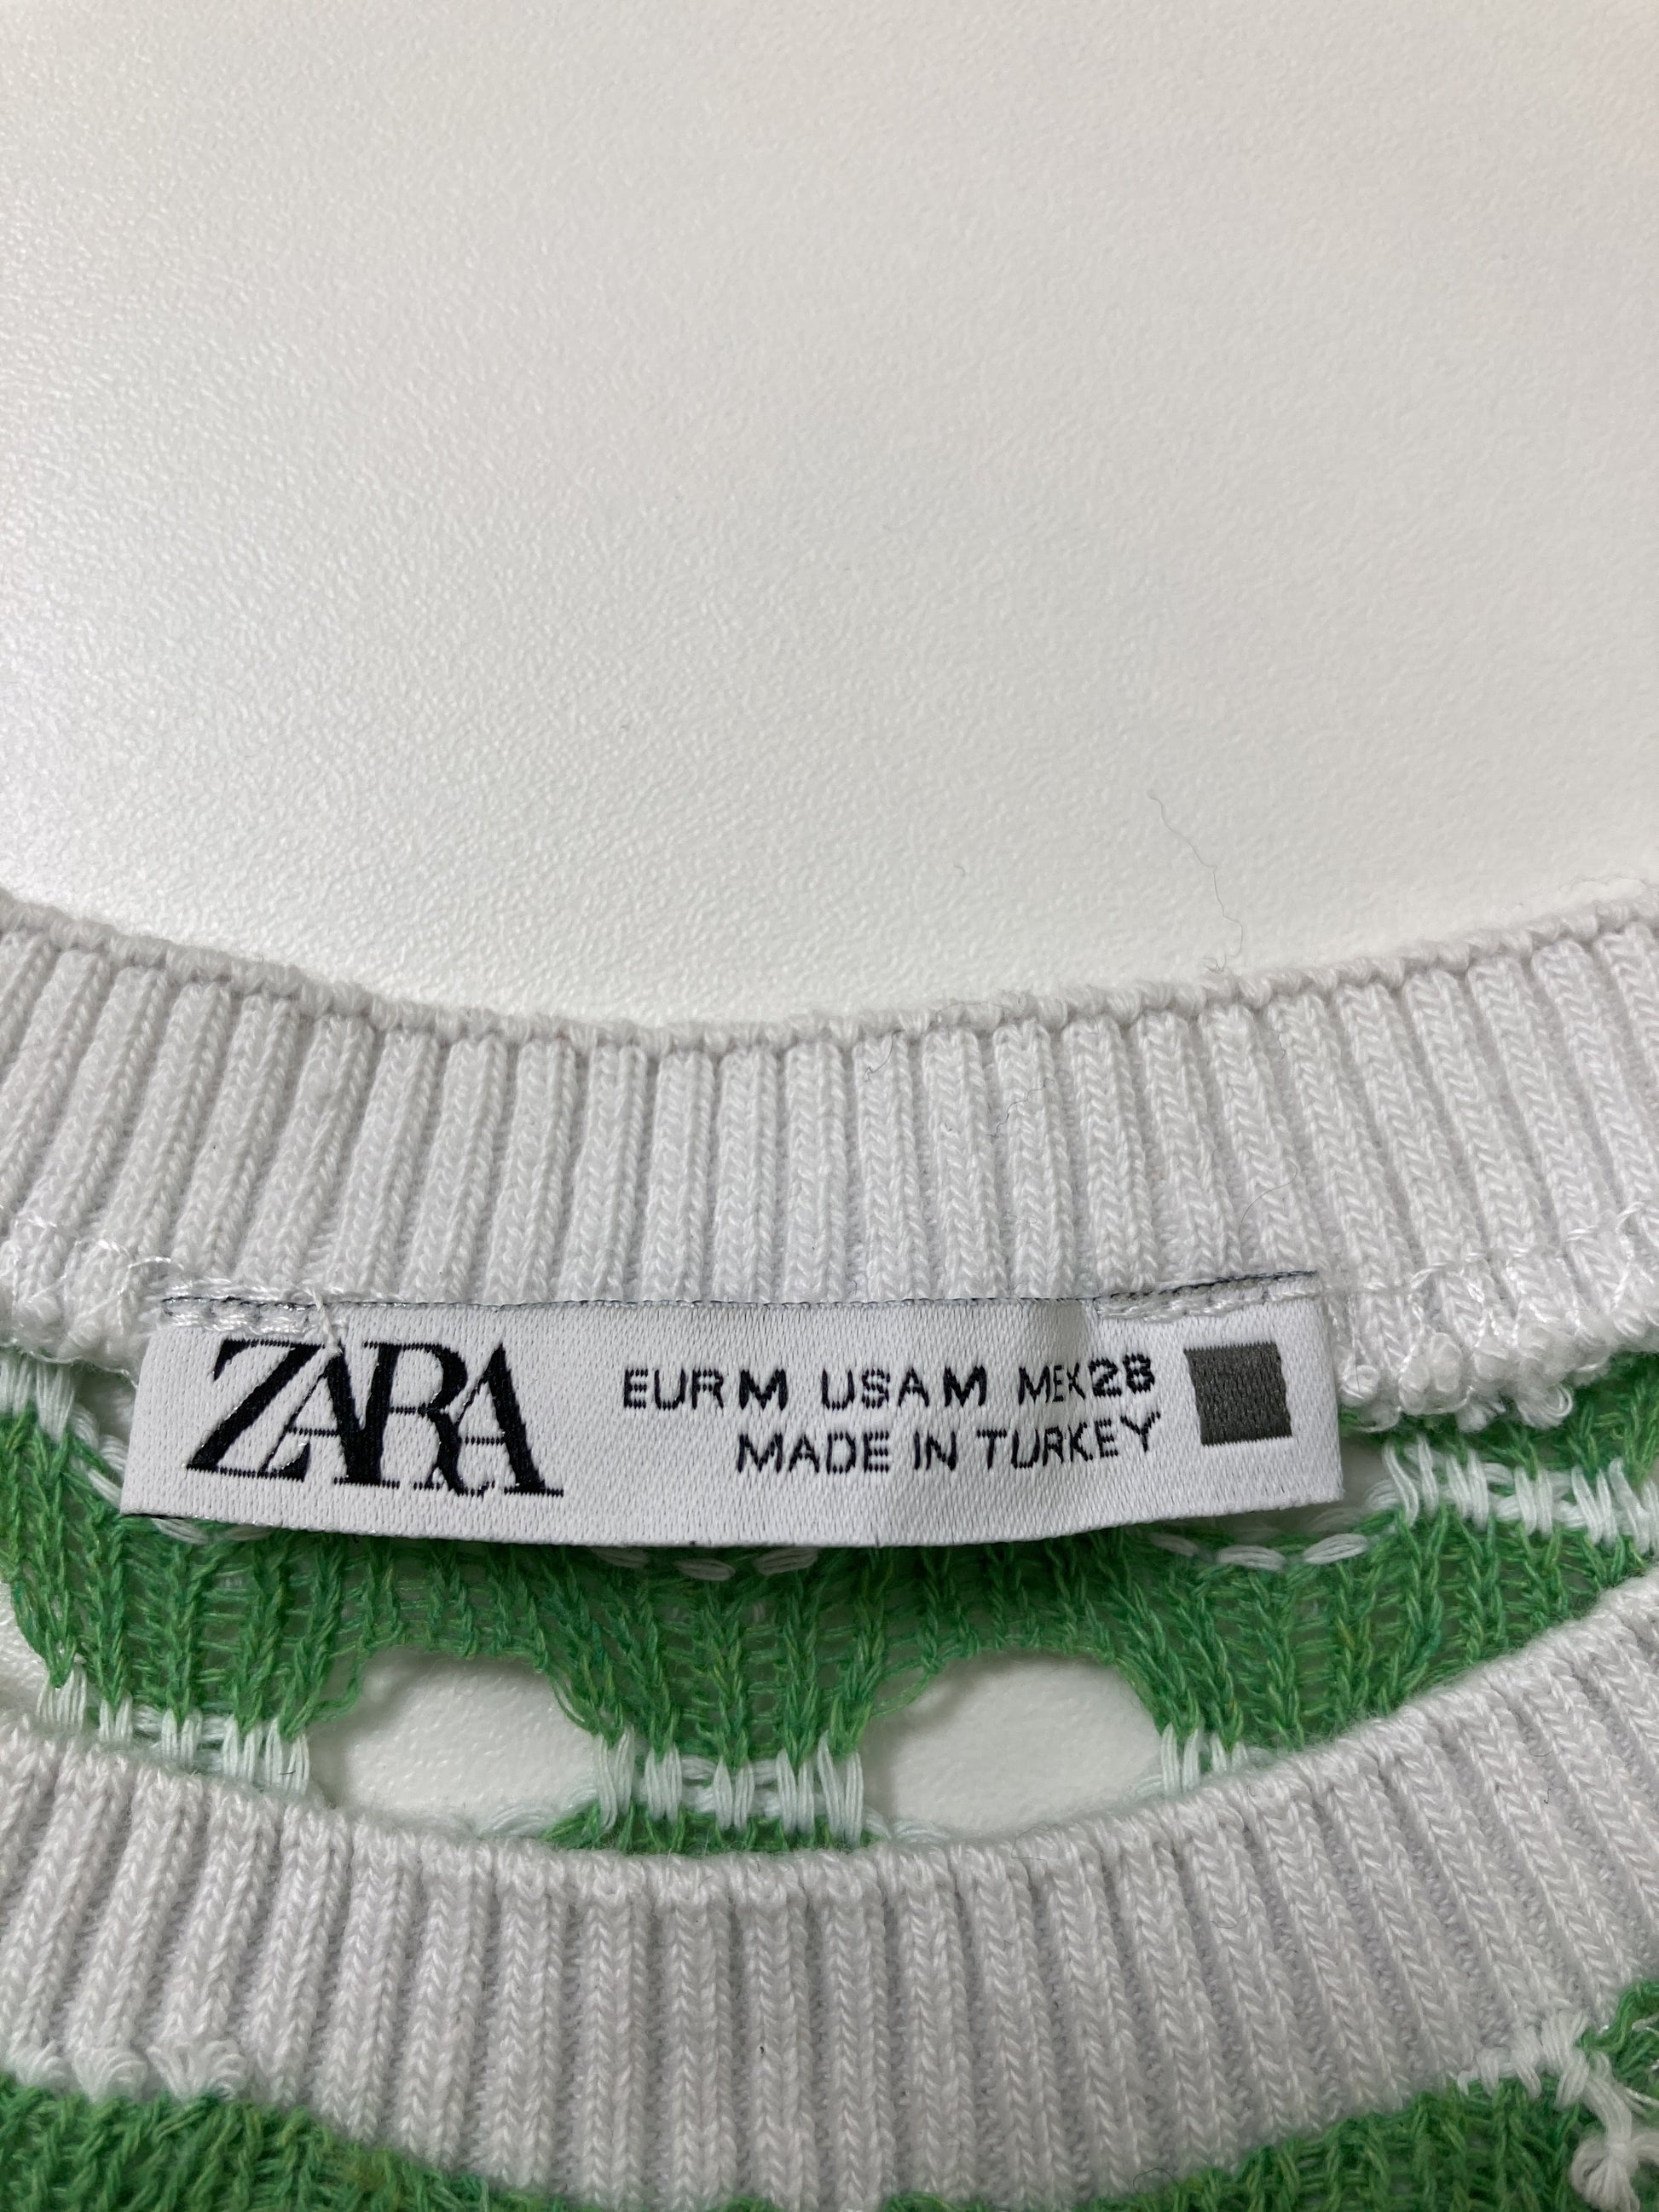 ZARA
EUR M USA M MEX 28
MADE IN TURKEY